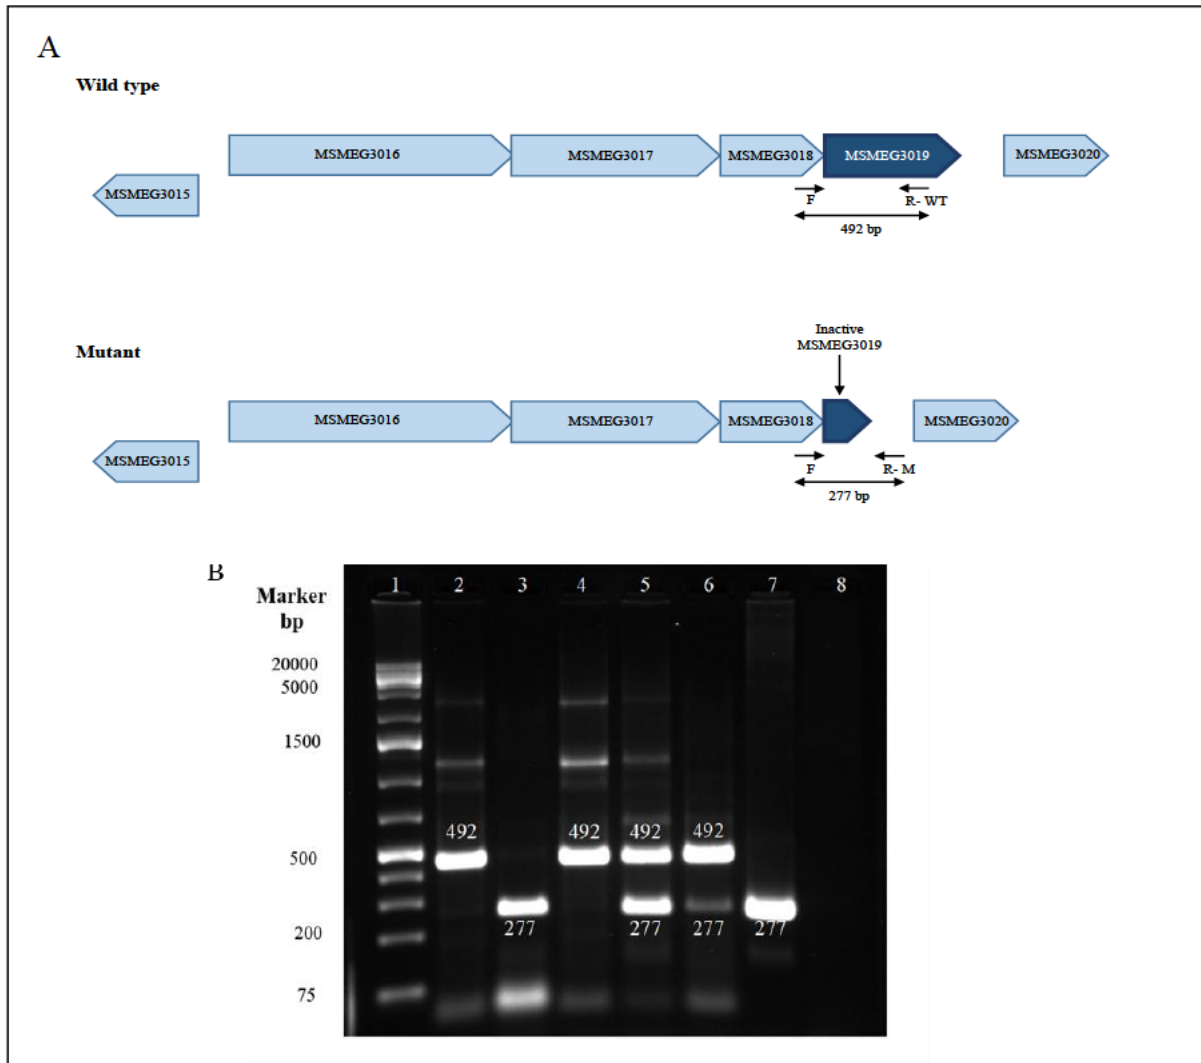 A
Wild type
MSMEG3016
MSMEG3017
MSMEG3018
MSMEG3019
MSMEG3020
MSMEG3015
F
R- WT
492 bp
Inactive
MSMEG3019
Mutant
MSMEG3016
MSMEG3017
MSMEG3018
MSMEG3020
MSMEG3015
F
R- M
277 bp
B
Marker
bp
1 2 3 4 5 6 7 8
20000
5000
1500
492 492 492 492
500
277 277 277 277
200
75